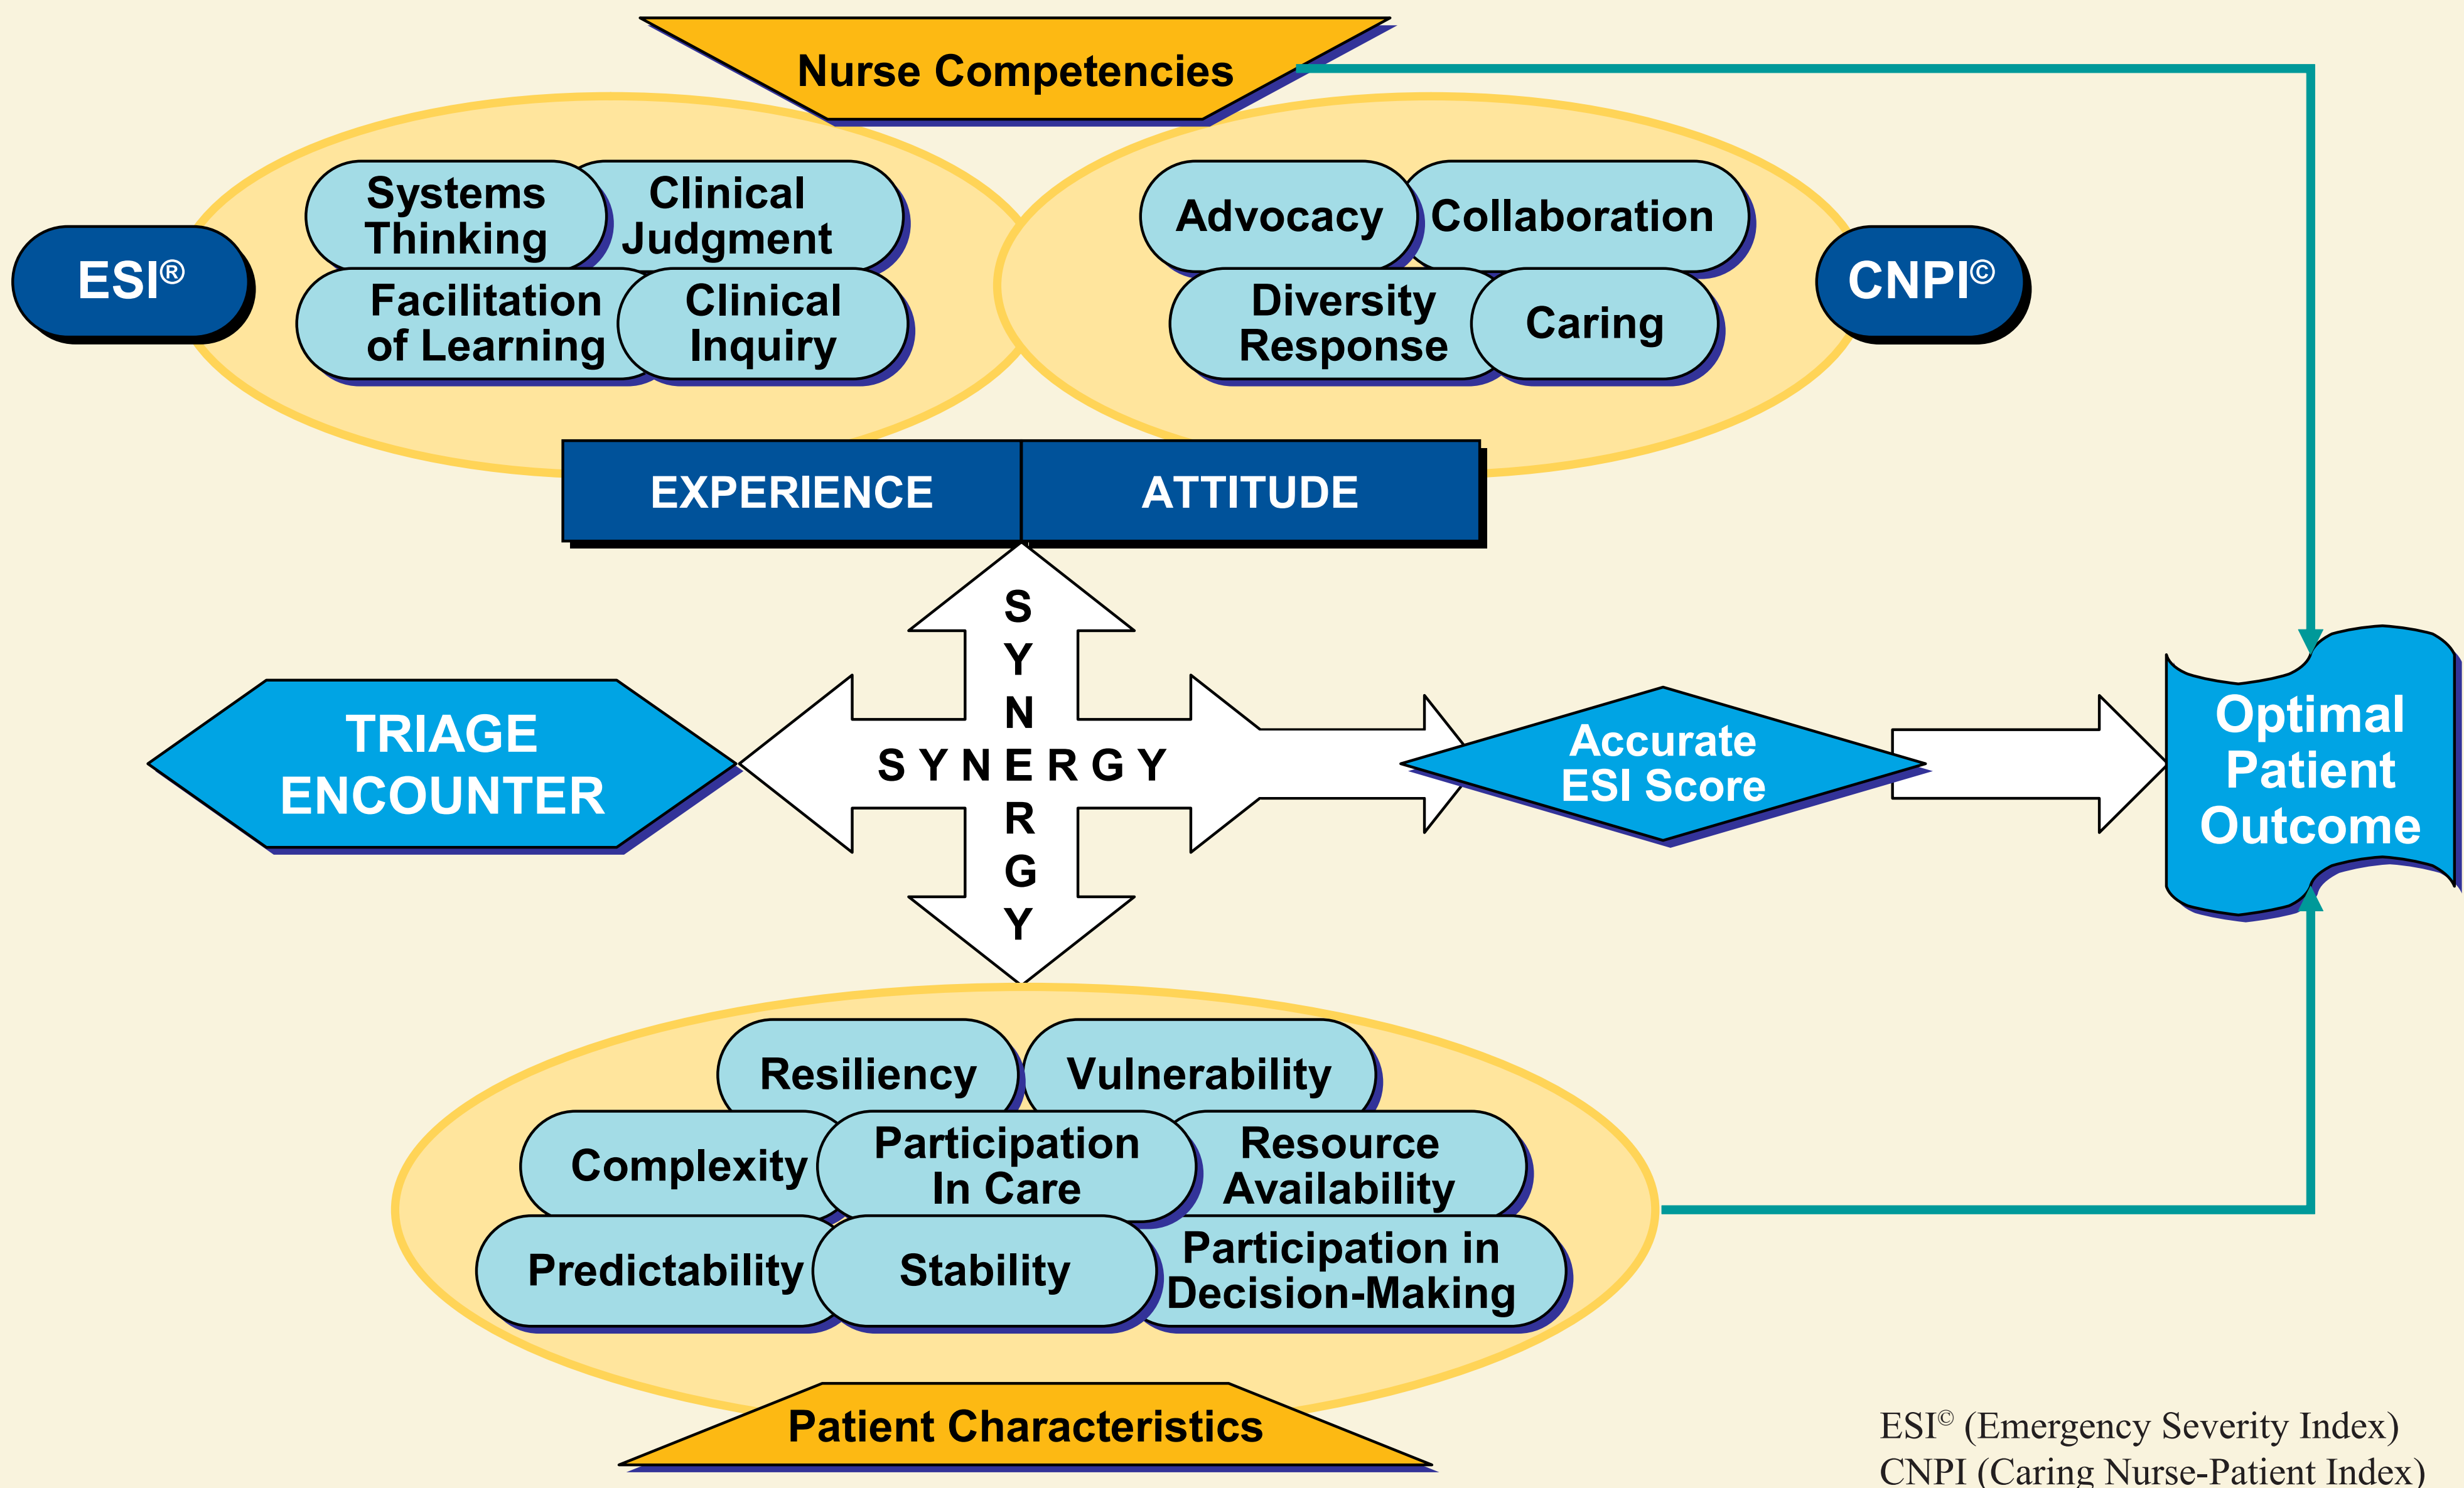 Nurse Competencies
Systems
Thinking
Clinical
Judgment
Facilitation
of Learning
Clinical
Inquiry
Advocacy
Collaboration
Diversity
Response
Caring
ESI®
CNPI©
EXPERIENCE
ATTITUDE
SYNERGY
TRIAGE
ENCOUNTER
SYNERGY
Accurate
ESI Score
Optimal
Patient
Outcome
Resiliency
Vulnerability
Complexity
Participation
In Care
Resource
Availability
Predictability
Stability
Participation in
Decision-Making
Patient Characteristics
ESI© (Emergency Severity Index)
CNPI (Caring Nurse-Patient Index)